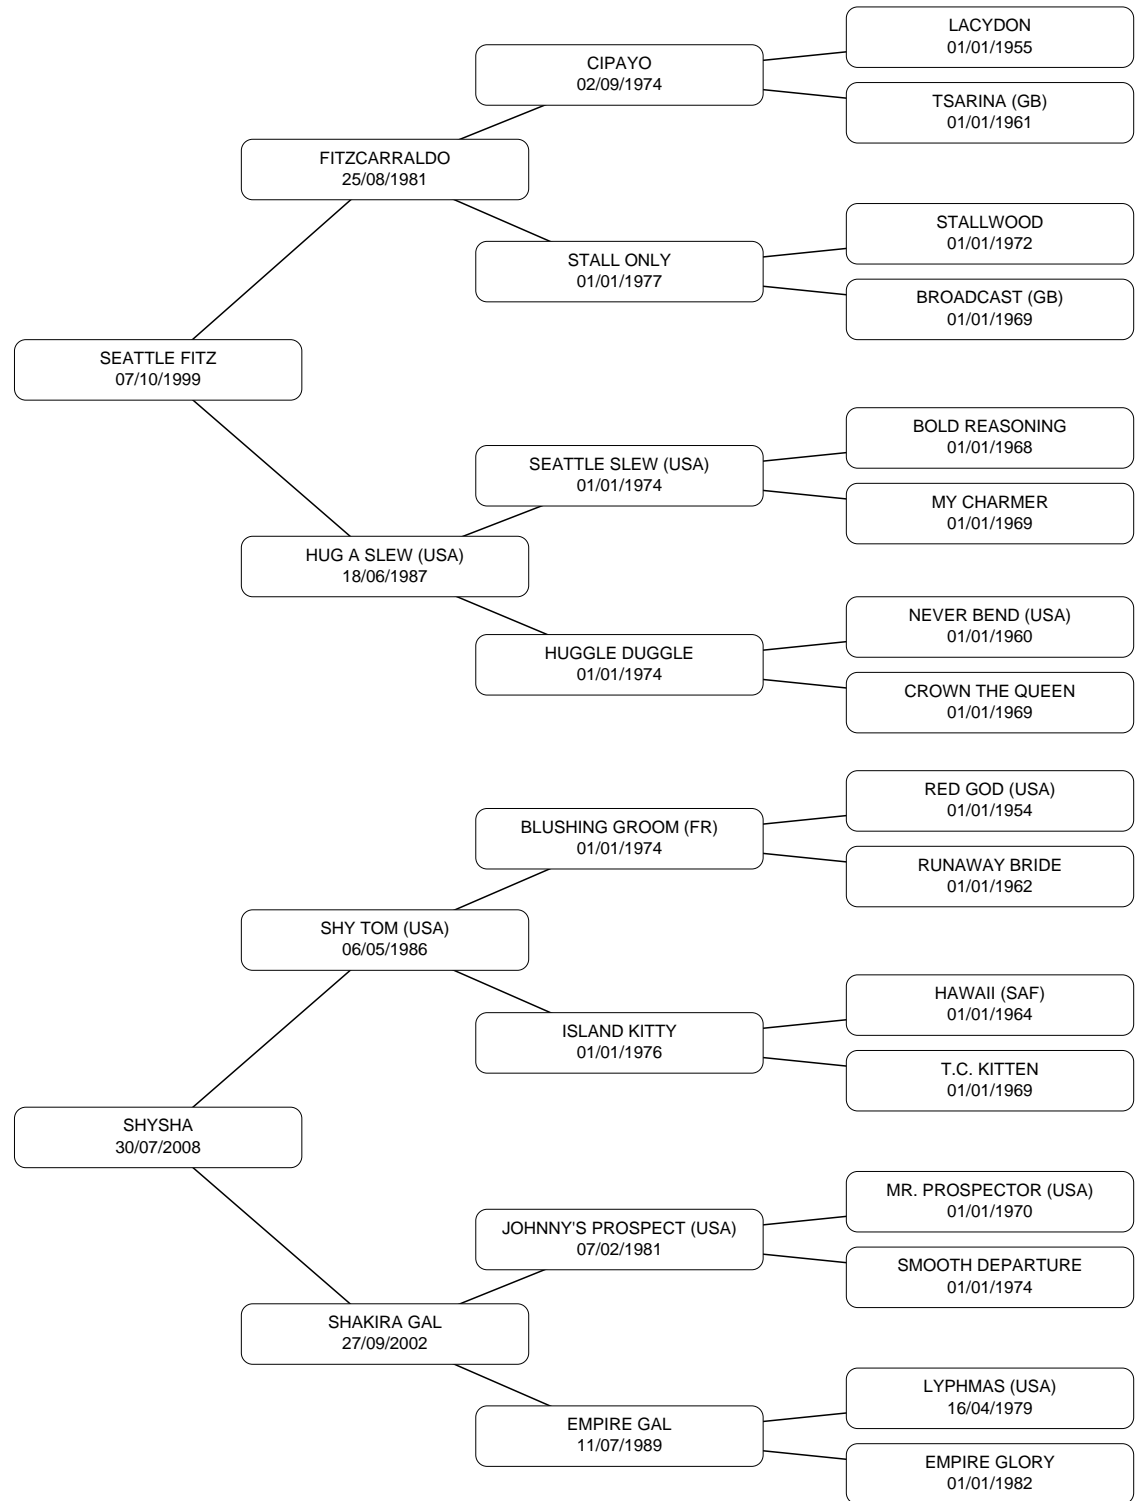 LACYDON
01/01/1955
CIPAYO
02/09/1974
TSARINA (GB)
01/01/1961
FITZCARRALDO
25/08/1981
STALLWOOD
01/01/1972
STALL ONLY
01/01/1977
BROADCAST (GB)
01/01/1969
SEATTLE FITZ
07/10/1999
BOLD REASONING
01/01/1968
SEATTLE SLEW (USA)
01/01/1974
MY CHARMER
01/01/1969
HUG A SLEW (USA)
18/06/1987
NEVER BEND (USA)
01/01/1960
HUGGLE DUGGLE
01/01/1974
CROWN THE QUEEN
01/01/1969
RED GOD (USA)
01/01/1954
BLUSHING GROOM (FR)
01/01/1974
RUNAWAY BRIDE
01/01/1962
SHY TOM (USA)
06/05/1986
HAWAII (SAF)
01/01/1964
ISLAND KITTY
01/01/1976
T.C. KITTEN
01/01/1969
SHYSHA
30/07/2008
MR. PROSPECTOR (USA)
01/01/1970
JOHNNY'S PROSPECT (USA)
07/02/1981
SMOOTH DEPARTURE
01/01/1974
SHAKIRA GAL
27/09/2002
LYPHMAS (USA)
16/04/1979
EMPIRE GAL
11/07/1989
EMPIRE GLORY
01/01/1982